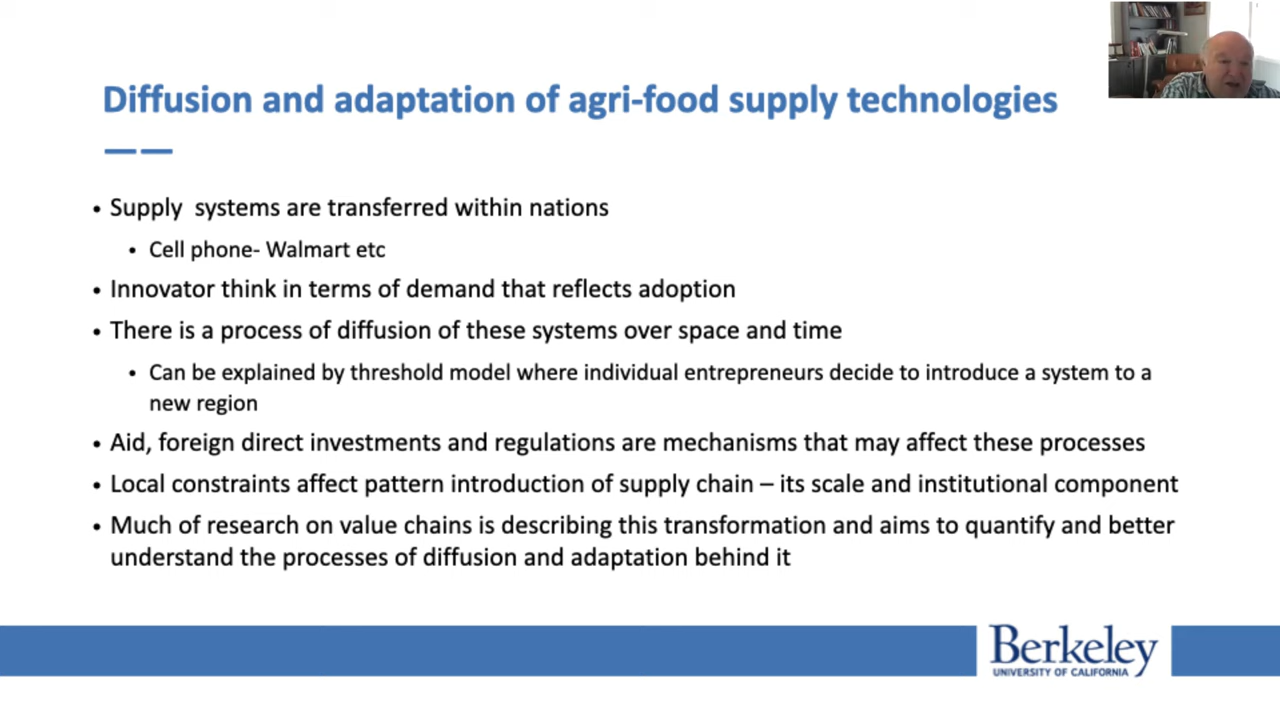 Diffusion and adaptation of agri-food supply technologies
• Supply systems are transferred within nations
• Cell phone- Walmart etc
• Innovator think in terms of demand that reflects adoption
• There is a process of diffusion of these systems over space and time
• Can be explained by threshold model where individual entrepreneurs decide to introduce a system to a
new region
• Aid, foreign direct investments and regulations are mechanisms that may affect these processes
• Local constraints affect pattern introduction of supply chain – its scale and institutional component
• Much of research on value chains is describing this transformation and aims to quantify and better
understand the processes of diffusion and adaptation behind it
Berkeley
UNIVERSITY OF CALIFORNIA